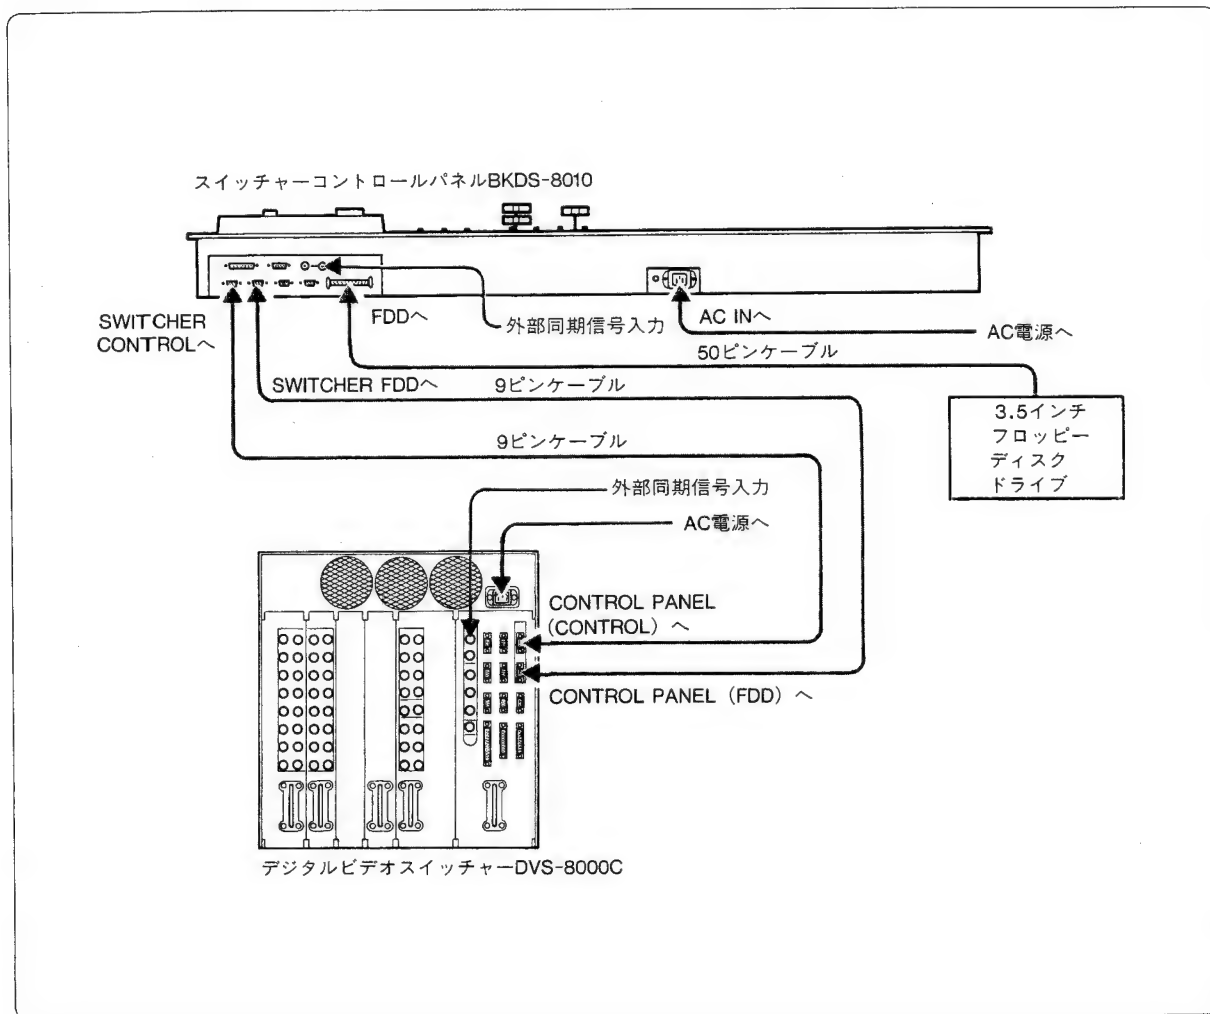 スイッチャーコントロールパネルBKDS-8010
SWITCHER
CONTROLへ
FDDへ
外部同期信号入力
AC INへ
AC電源へ
50ピンケーブル
SWITCHER FDDへ
9ピンケーブル
3.5インチ
フロッピー
ディスク
ドライブ
9ピンケーブル
外部同期信号入力
AC電源へ
CONTROL PANEL
(CONTROL) へ
CONTROL PANEL (FDD) へ
デジタルビデオスイッチャーDVS-8000C